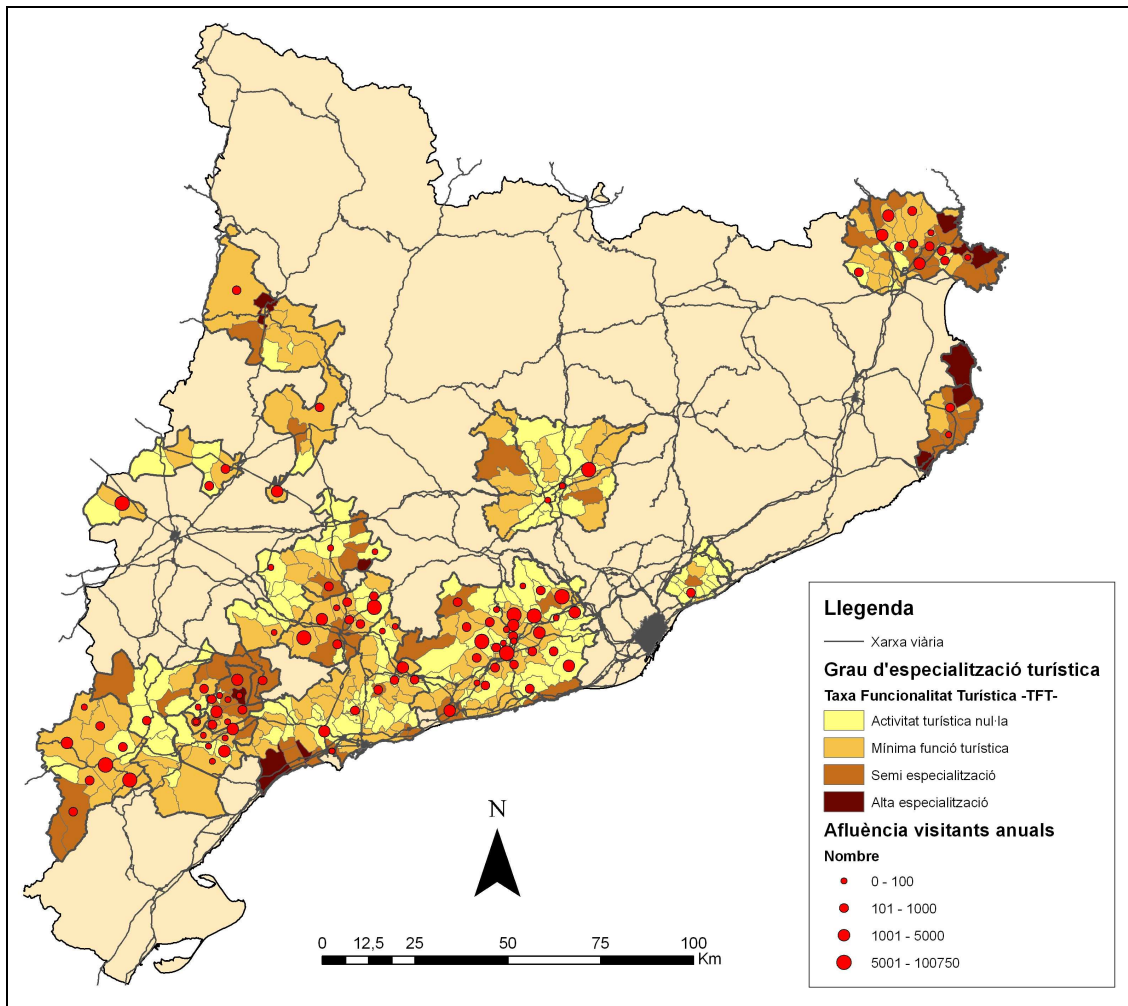 Llegenda
Xarxa viària
Grau d'especialització turística
Taxa Funcionalitat Turística -TFT-
Activitat turística nul·la
Mínima funció turística
Semi especialització
Alta especialització
Afluència visitants anuals
Nombre
0 - 100
101 - 1000
1001 - 5000
5001 - 100750
N
0 12,5 25 50 75 100
Km